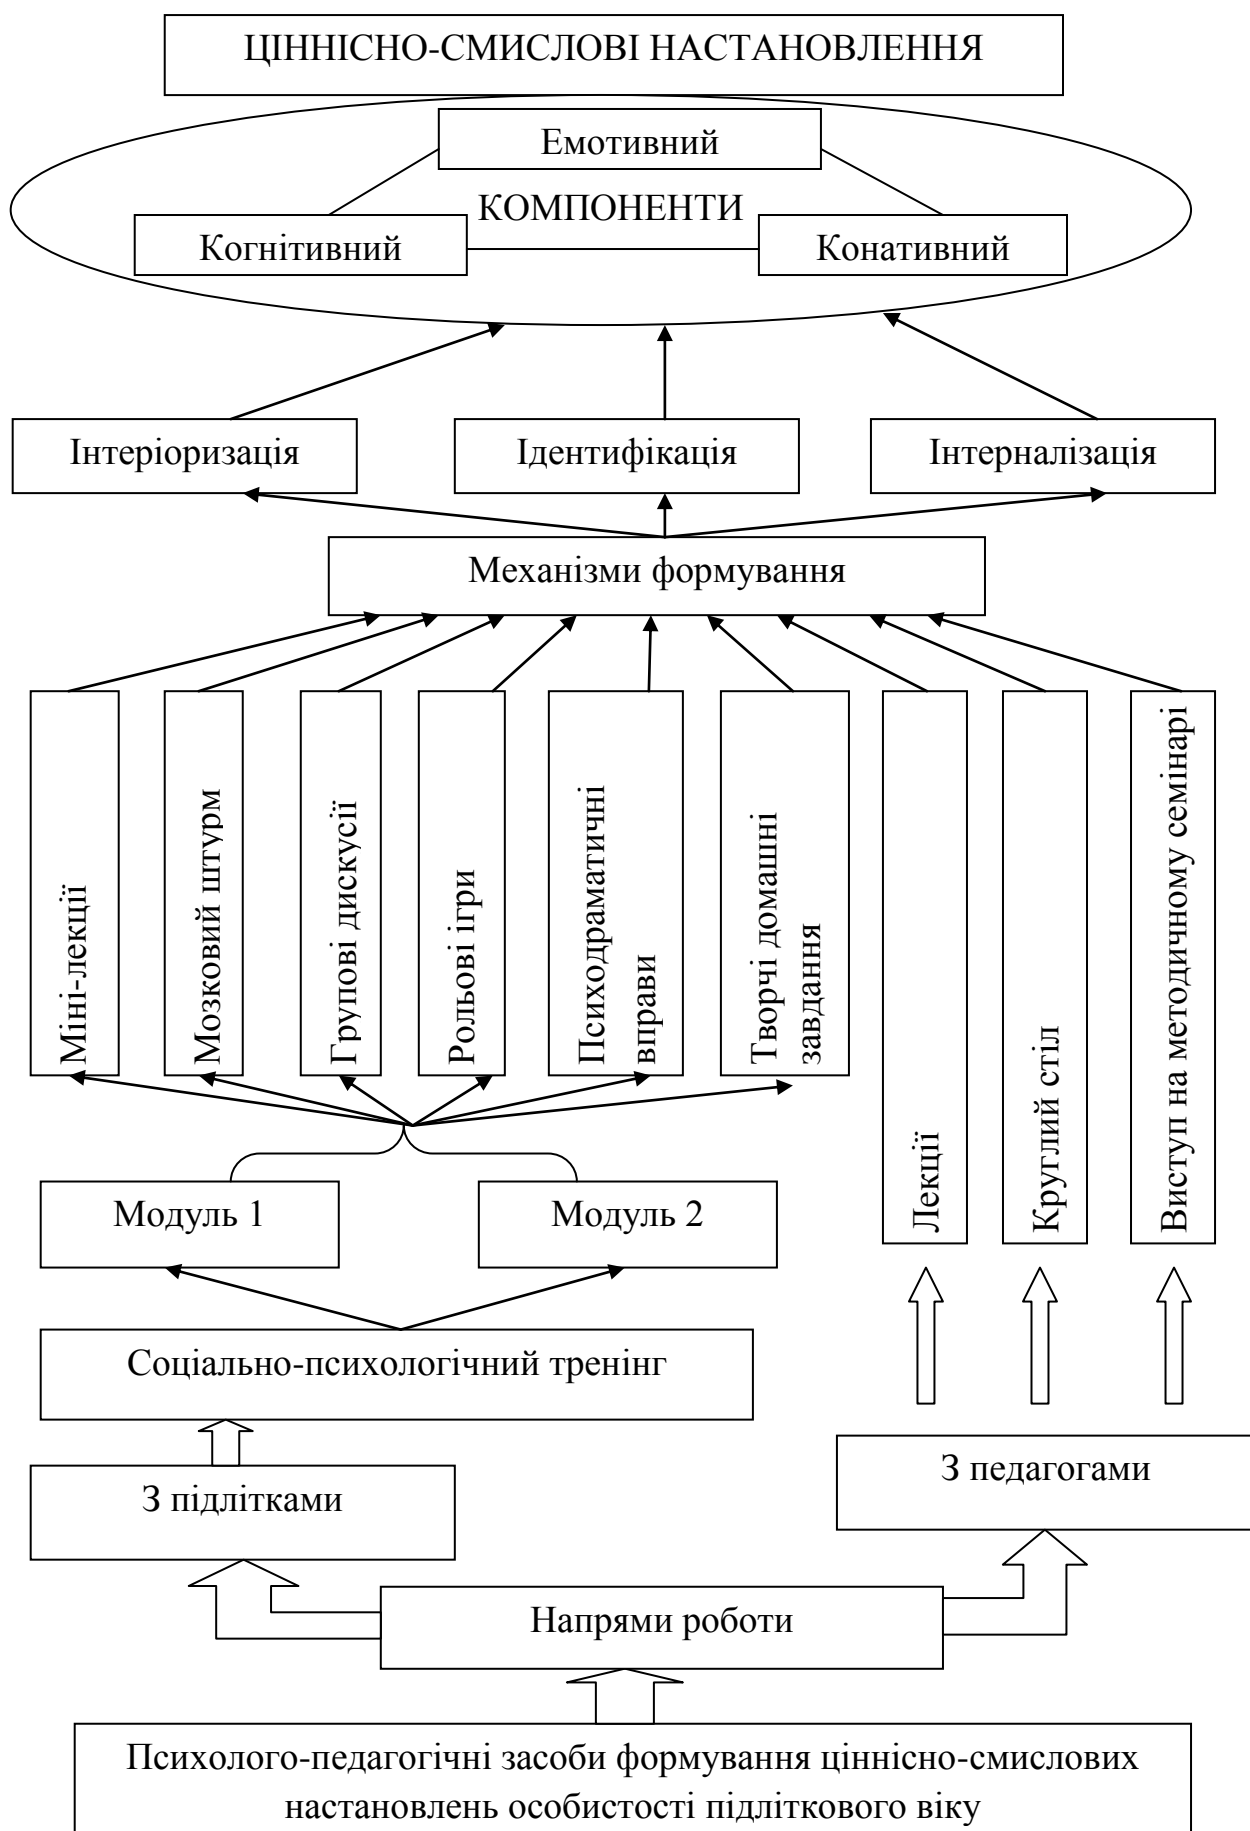 ЦІННІСНО-СМИСЛОВІ НАСТАНОВЛЕННЯ
Емотивний
КОМПОНЕНТИ
Когнітивний
Конативний
Інтеріоризація
Ідентифікація
Інтерналізація
Механізми формування
Міні-лекції
Мозковий штурм
Групові дискусії
Рольові ігри
Психодраматичні
вправи
Творчі домашні
завдання
Лекції
Круглий стіл
Виступ на методичному семінарі
Модуль 1
Модуль 2
Соціально-психологічний тренінг
З підлітками
З педагогами
Напрями роботи
Психолого-педагогічні засоби формування ціннісно-смислових
настановлень особистості підліткового віку